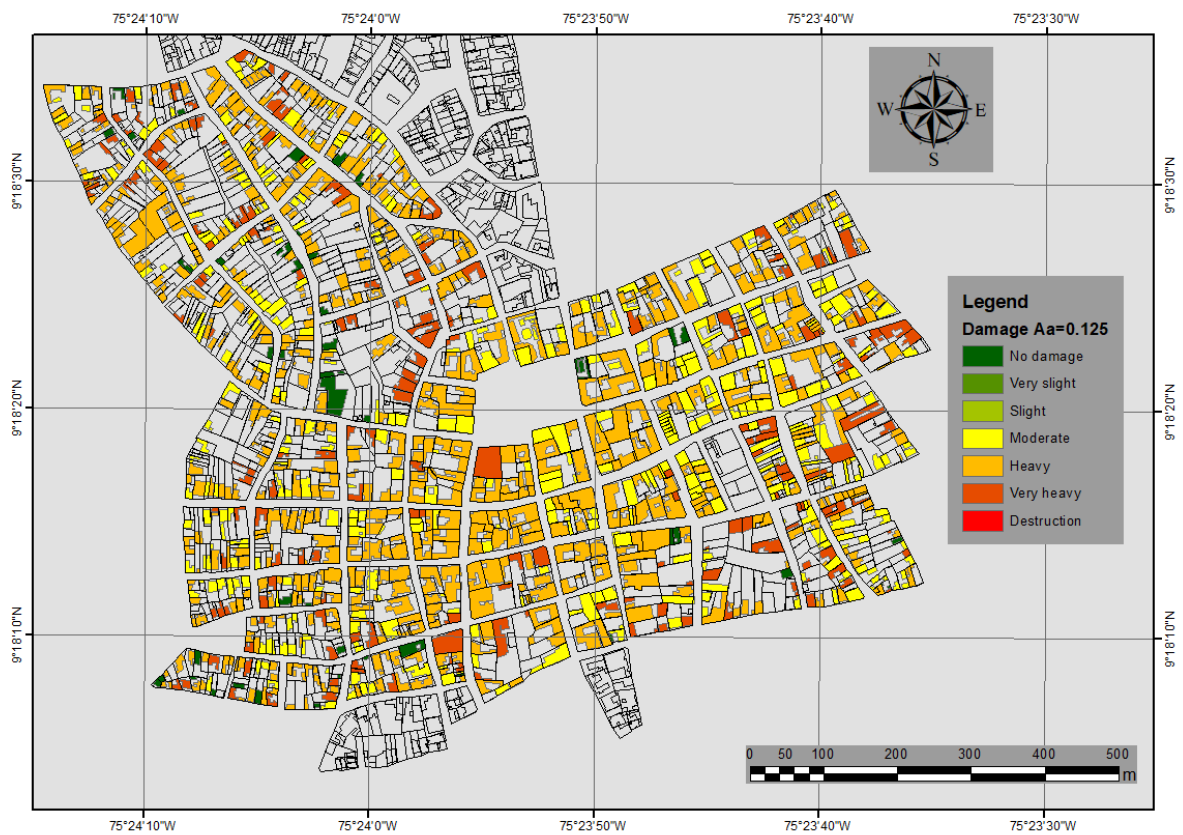 75°24'10"W 75°24'0"W 75°23'50"W 75°23'40"W 75°23'30"W
N
W E
S
9°18'30"N 9°18'30"N
Legend
Damage Aa=0.125
No damage
Very slight
Slight
9°18'20"N 9°18'20"N
Moderate
Heavy
Very heavy
Destruction
9°18'10"N 9°18'10"N
0 50 100 200 300 400 500
m
75°24'10"W 75°24'0"W 75°23'50"W 75°23'40"W 75°23'30"W